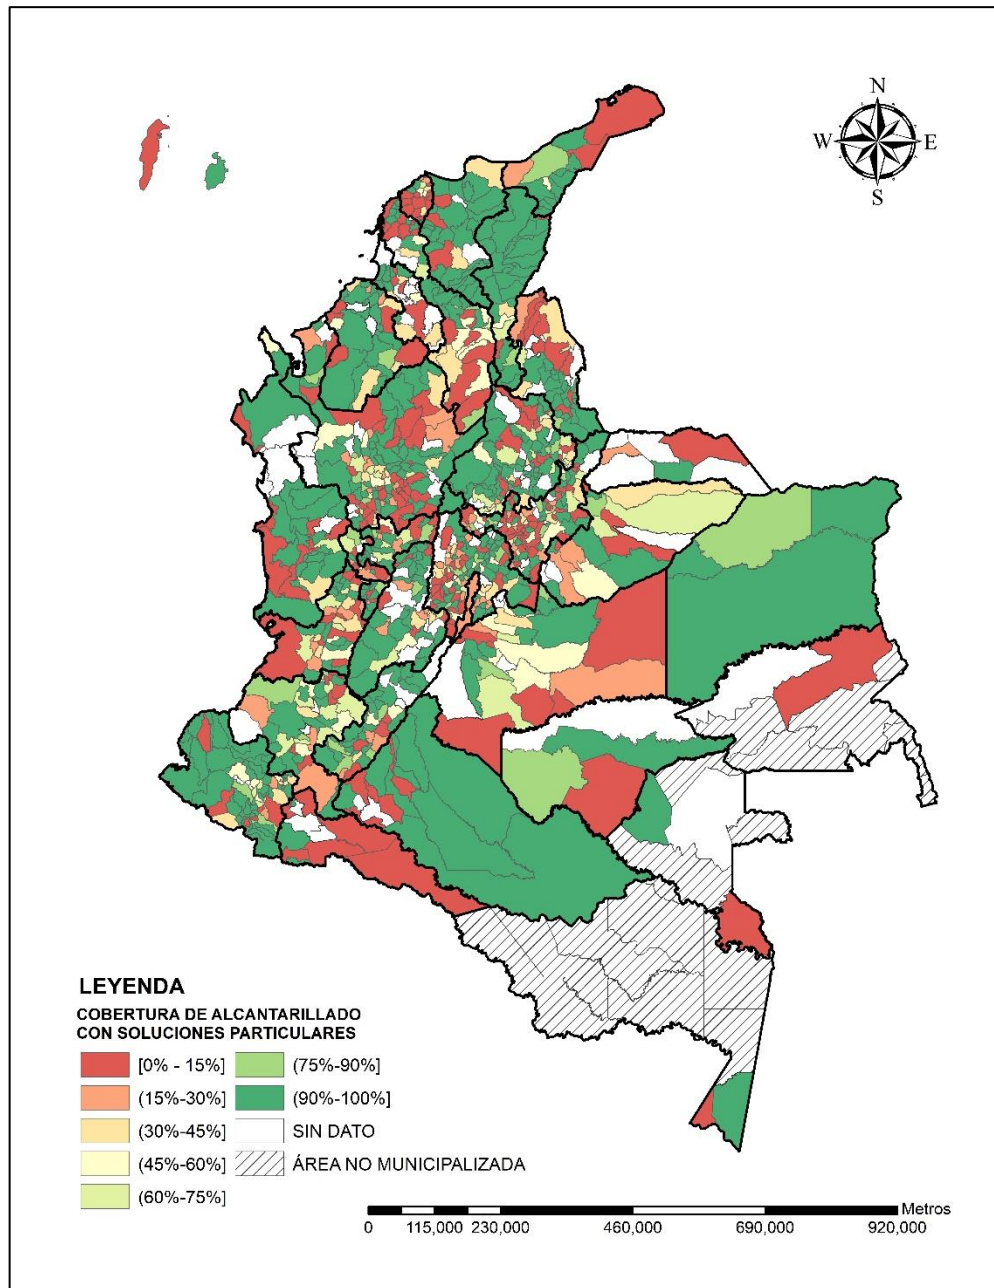 N
W E
S
LEYENDA
COBERTURA DE ALCANTARILLADO
CON SOLUCIONES PARTICULARES
[0% - 15%] (75%-90%]
(15%-30%] (90%-100%]
(30%-45%] SIN DATO
(45%-60%] ÁREA NO MUNICIPALIZADA
(60%-75%]
Metros
0 115,000 230,000 460,000 690,000 920,000